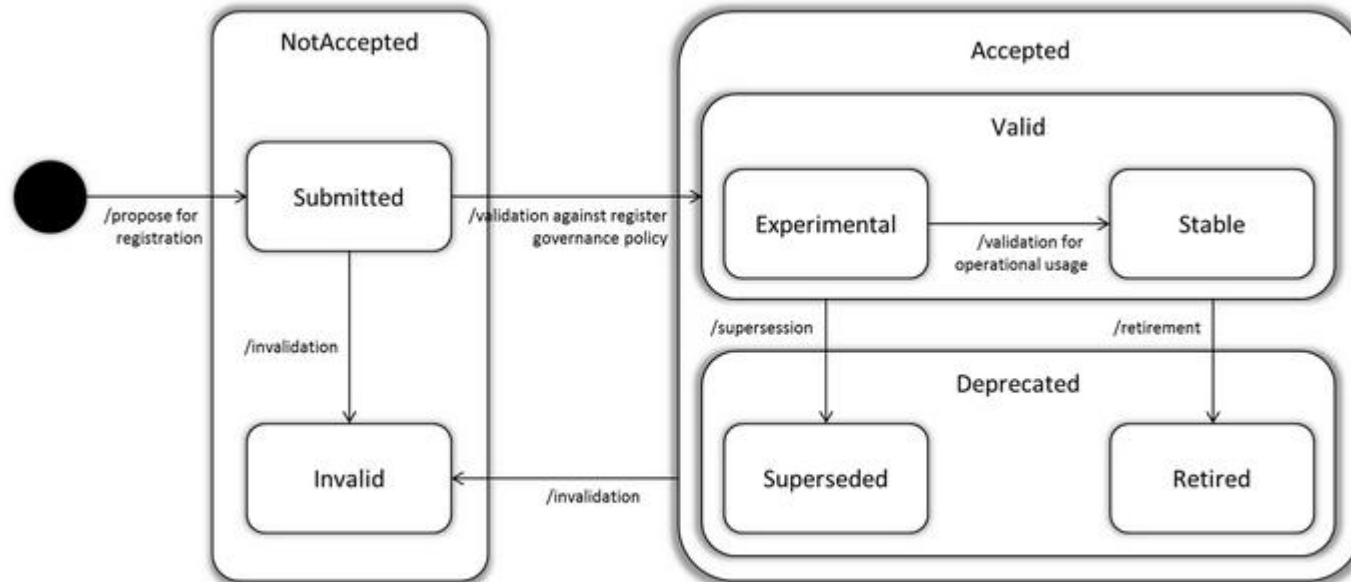 NotAccepted
Accepted
Valid
Submitted
/propose for
registration
/validation against register
governance policy
Experimental
/validation for
operational usage
Stable
/invalidation
/supersession
/retirement
Deprecated
Invalid
/invalidation
Superseded
Retired